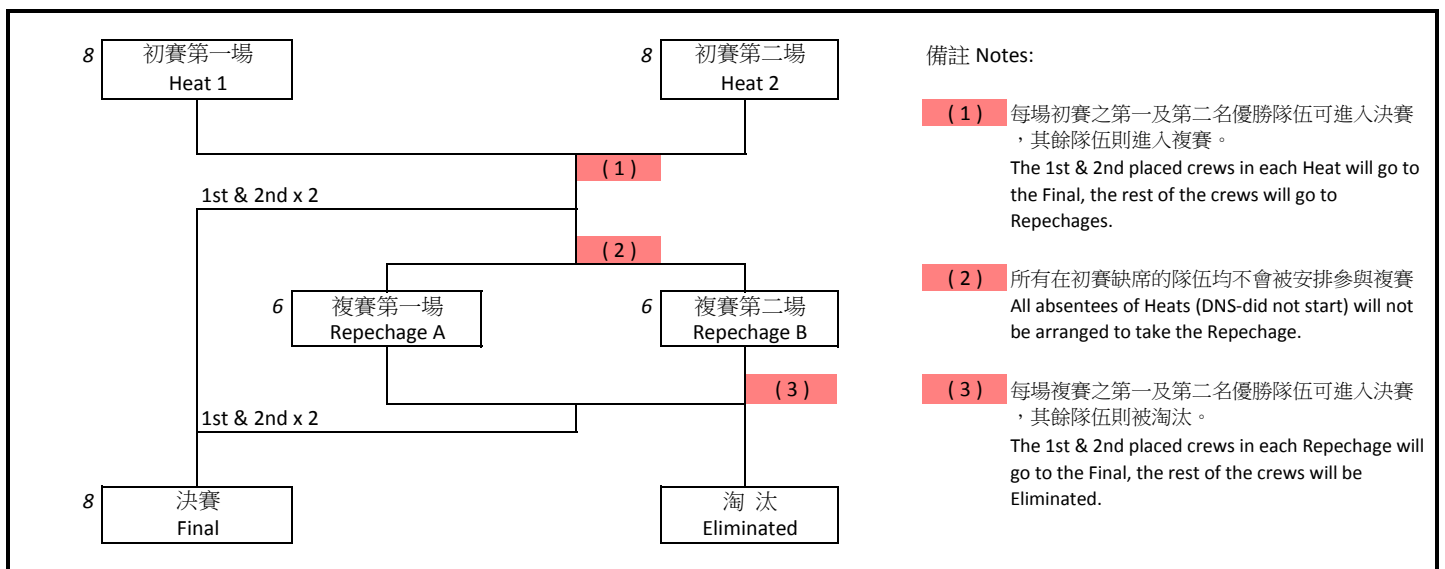 8
初賽第一場
Heat 1
8
初賽第二場
Heat 2
備註 Notes:
( 1 )
每場初賽之第一及第二名優勝隊伍可進入決賽
，其餘隊伍則進入複賽。
The 1st & 2nd placed crews in each Heat will go to
the Final, the rest of the crews will go to
Repechages.
( 1 )
1st & 2nd x 2
( 2 )
( 2 )
所有在初賽缺席的隊伍均不會被安排參與複賽
All absentees of Heats (DNS-did not start) will not
be arranged to take the Repechage.
6
複賽第一場
Repechage A
6
複賽第二場
Repechage B
( 3 )
( 3 )
每場複賽之第一及第二名優勝隊伍可進入決賽
，其餘隊伍則被淘汰。
The 1st & 2nd placed crews in each Repechage will
go to the Final, the rest of the crews will be
Eliminated.
1st & 2nd x 2
8
決賽
Final
淘 汰
Eliminated